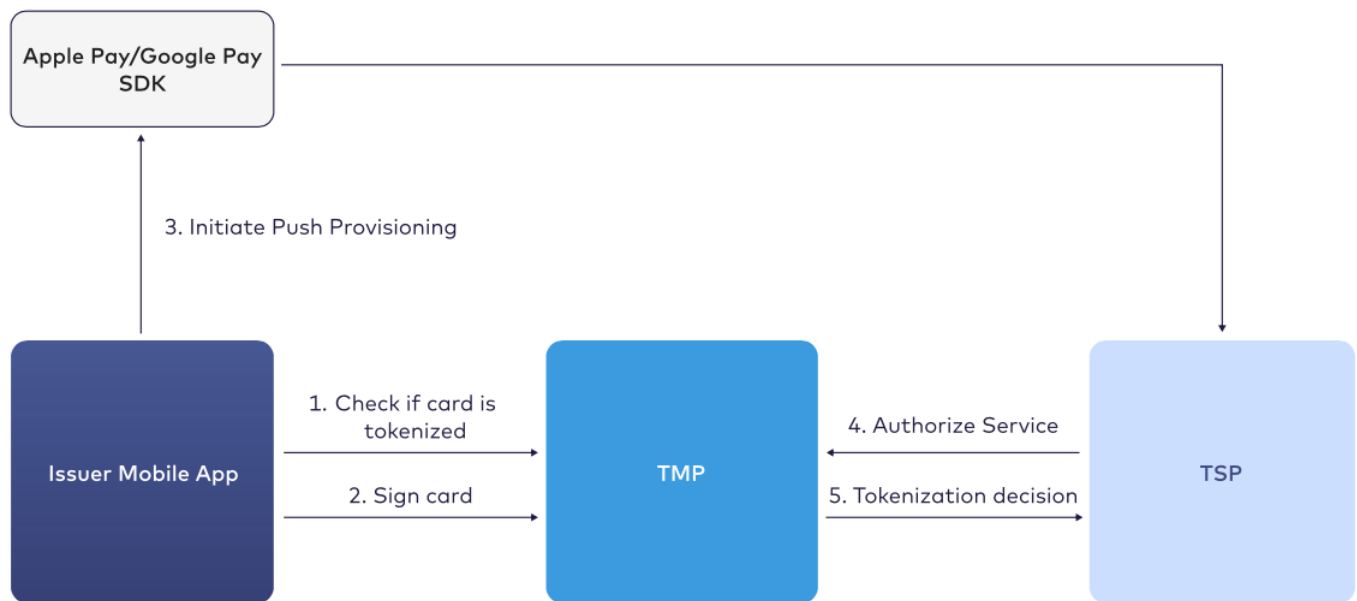 Apple Pay/Google Pay
SDK
3. Initiate Push Provisioning
Issuer Mobile App
1. Check if card is
tokenized
2. Sign card
TMP
4. Authorize Service
5. Tokenization decision
TSP